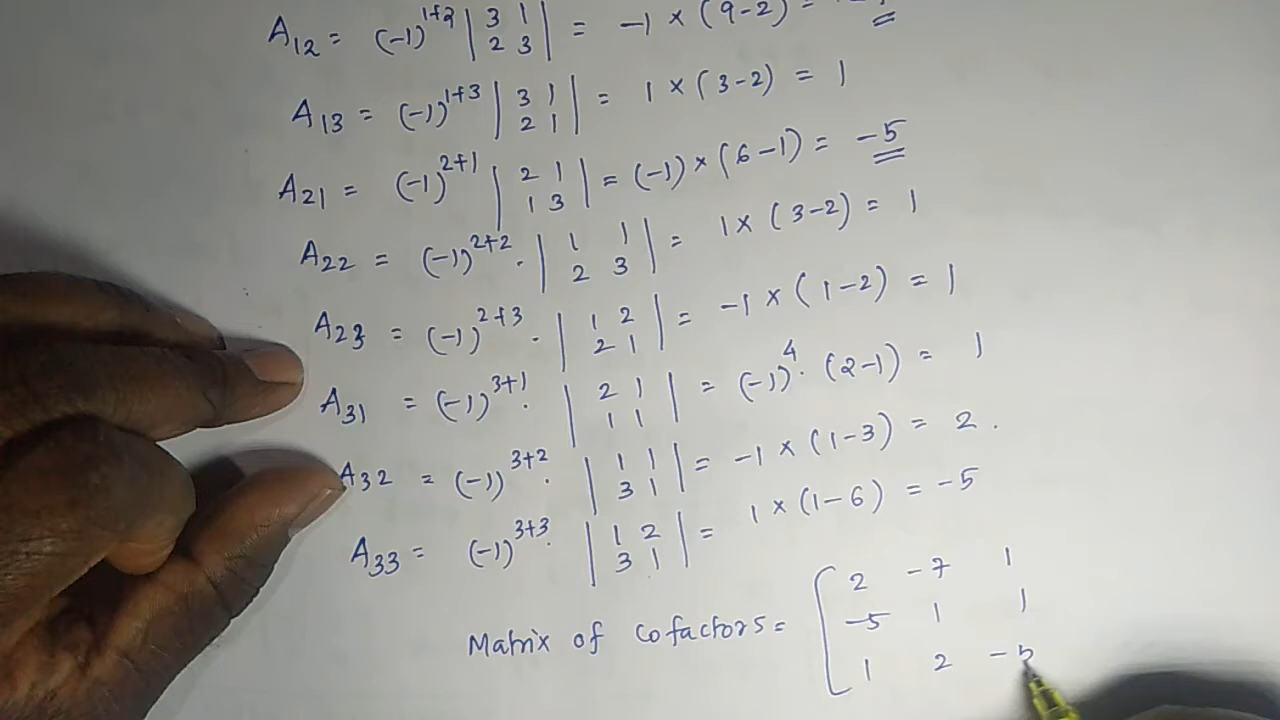 A12 = (-1)^1+2 | 3 1 ; 2 3 | = -1 × (9-2) =
A13 = (-1)^1+3 | 3 1 ; 2 1 | = 1 × (3-2) = 1
A21 = (-1)^2+1 | 2 1 ; 1 3 | = (-1) × (6-1) = -5
A22 = (-1)^2+2 . | 1 1 ; 2 3 | = 1 × (3-2) = 1
A23 = (-1)^2+3 . | 1 2 ; 2 1 | = -1 × (1-2) = 1
A31 = (-1)^3+1 . | 2 1 ; 1 1 | = (-1)^4 . (2-1) = 1
A32 = (-1)^3+2 . | 1 1 ; 3 1 | = -1 × (1-3) = 2 .
A33 = (-1)^3+3 . | 1 2 ; 3 1 | = 1 × (1-6) = -5
Matrix of Cofactors = [ 2 -7 1
-5 1 1
1 2 -5